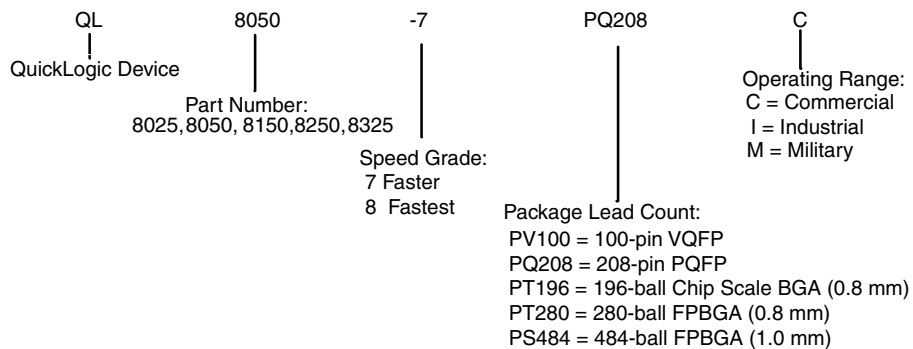 QL 8050 -7 PQ208 C
QuickLogic Device
Part Number:
8025,8050, 8150,8250,8325
Speed Grade:
7 Faster
8 Fastest
Package Lead Count:
PV100 = 100-pin VQFP
PQ208 = 208-pin PQFP
PT196 = 196-ball Chip Scale BGA (0.8 mm)
PT280 = 280-ball FPBGA (0.8 mm)
PS484 = 484-ball FPBGA (1.0 mm)
Operating Range:
C = Commercial
I = Industrial
M = Military